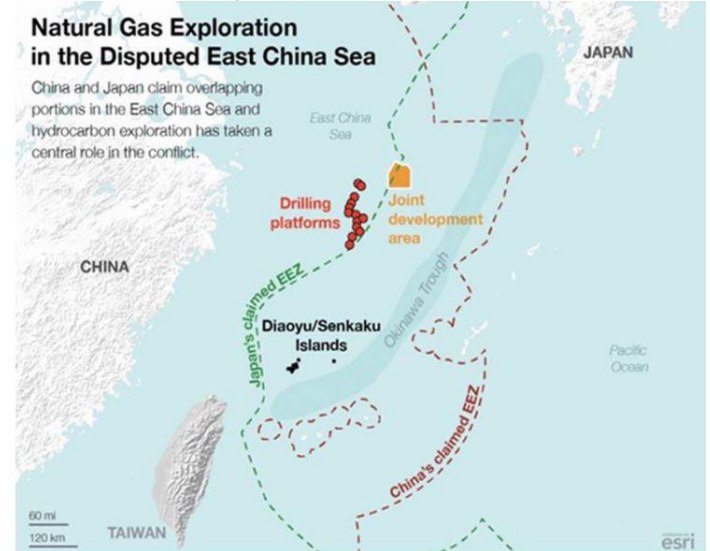 Natural Gas Exploration
in the Disputed East China Sea
China and Japan claim overlapping
portions in the East China Sea and
hydrocarbon exploration has taken a
central role in the conflict.
JAPAN
East China
Sea
Drilling
platforms
Joint
development
area
CHINA
Japan's claimed EEZ
Okinawa Trough
Diaoyu/Senkaku
Islands
Pacific
Ocean
China's claimed EEZ
60 mi
120 km
TAIWAN
esri